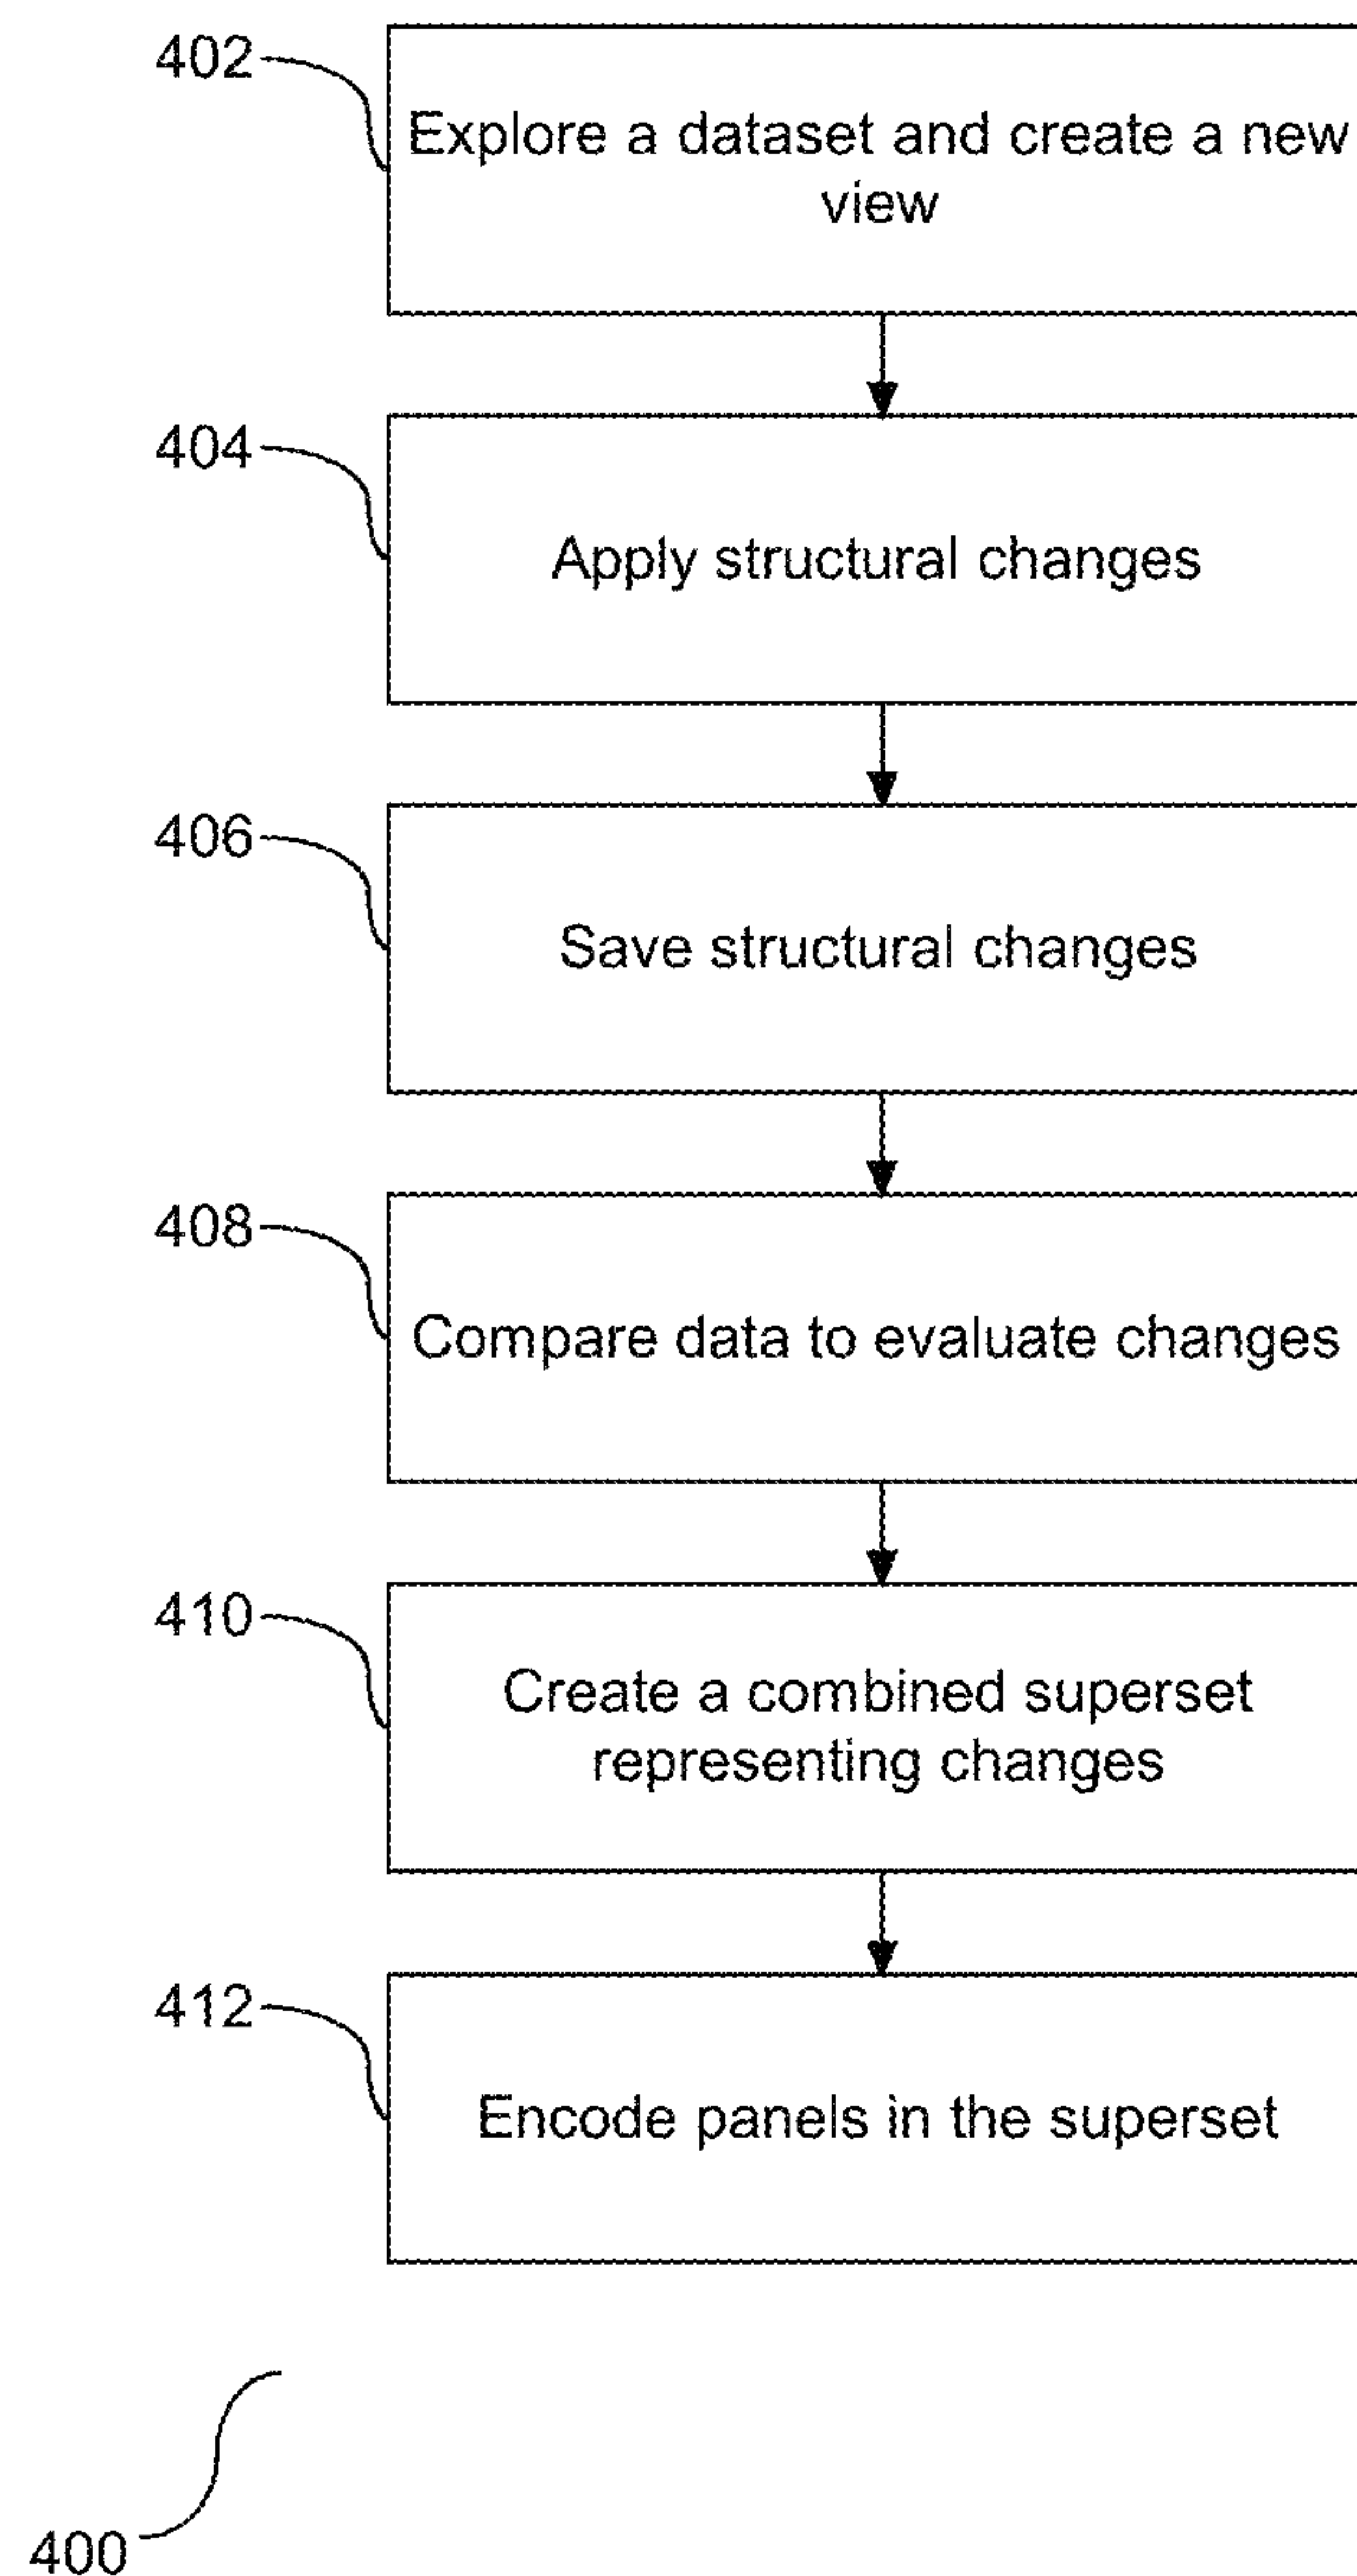 402
Explore a dataset and create a new
view
404
Apply structural changes
406
Save structural changes
408
Compare data to evaluate changes
410
Create a combined superset
representing changes
412
Encode panels in the superset
400